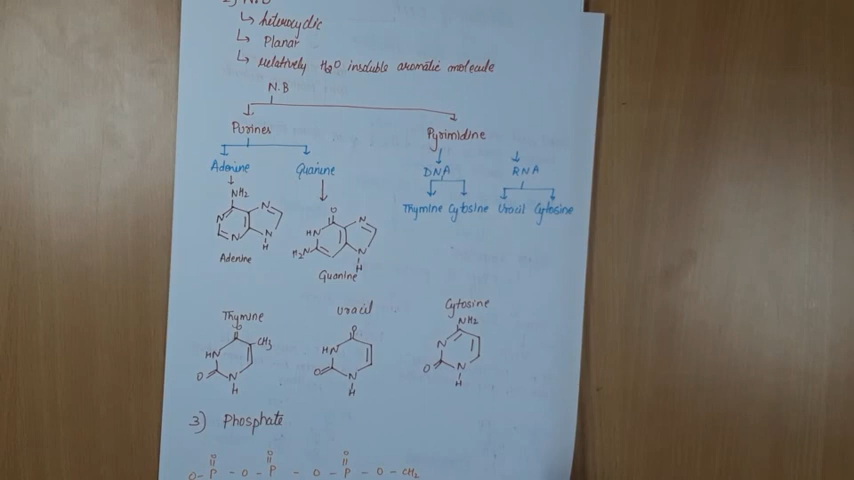 2) N.B
↳ heterocyclic
↳ Planar
↳ relatively H₂O insoluble aromatic molecule
N.B
Purines Pyrimidine
Adenine Guanine DNA RNA
Thymine Cytosine Uracil Cytosine
NH₂
N N
N N
H
Adenine
O
HN N
H₂N N
H
Guanine
Thymine Uracil Cytosine
O
HN CH₃
O N
H
O
HN
O N
H
NH₂
N
O N
H
3) Phosphate
O O O
O-P-O-P-O-P-O-CH₂